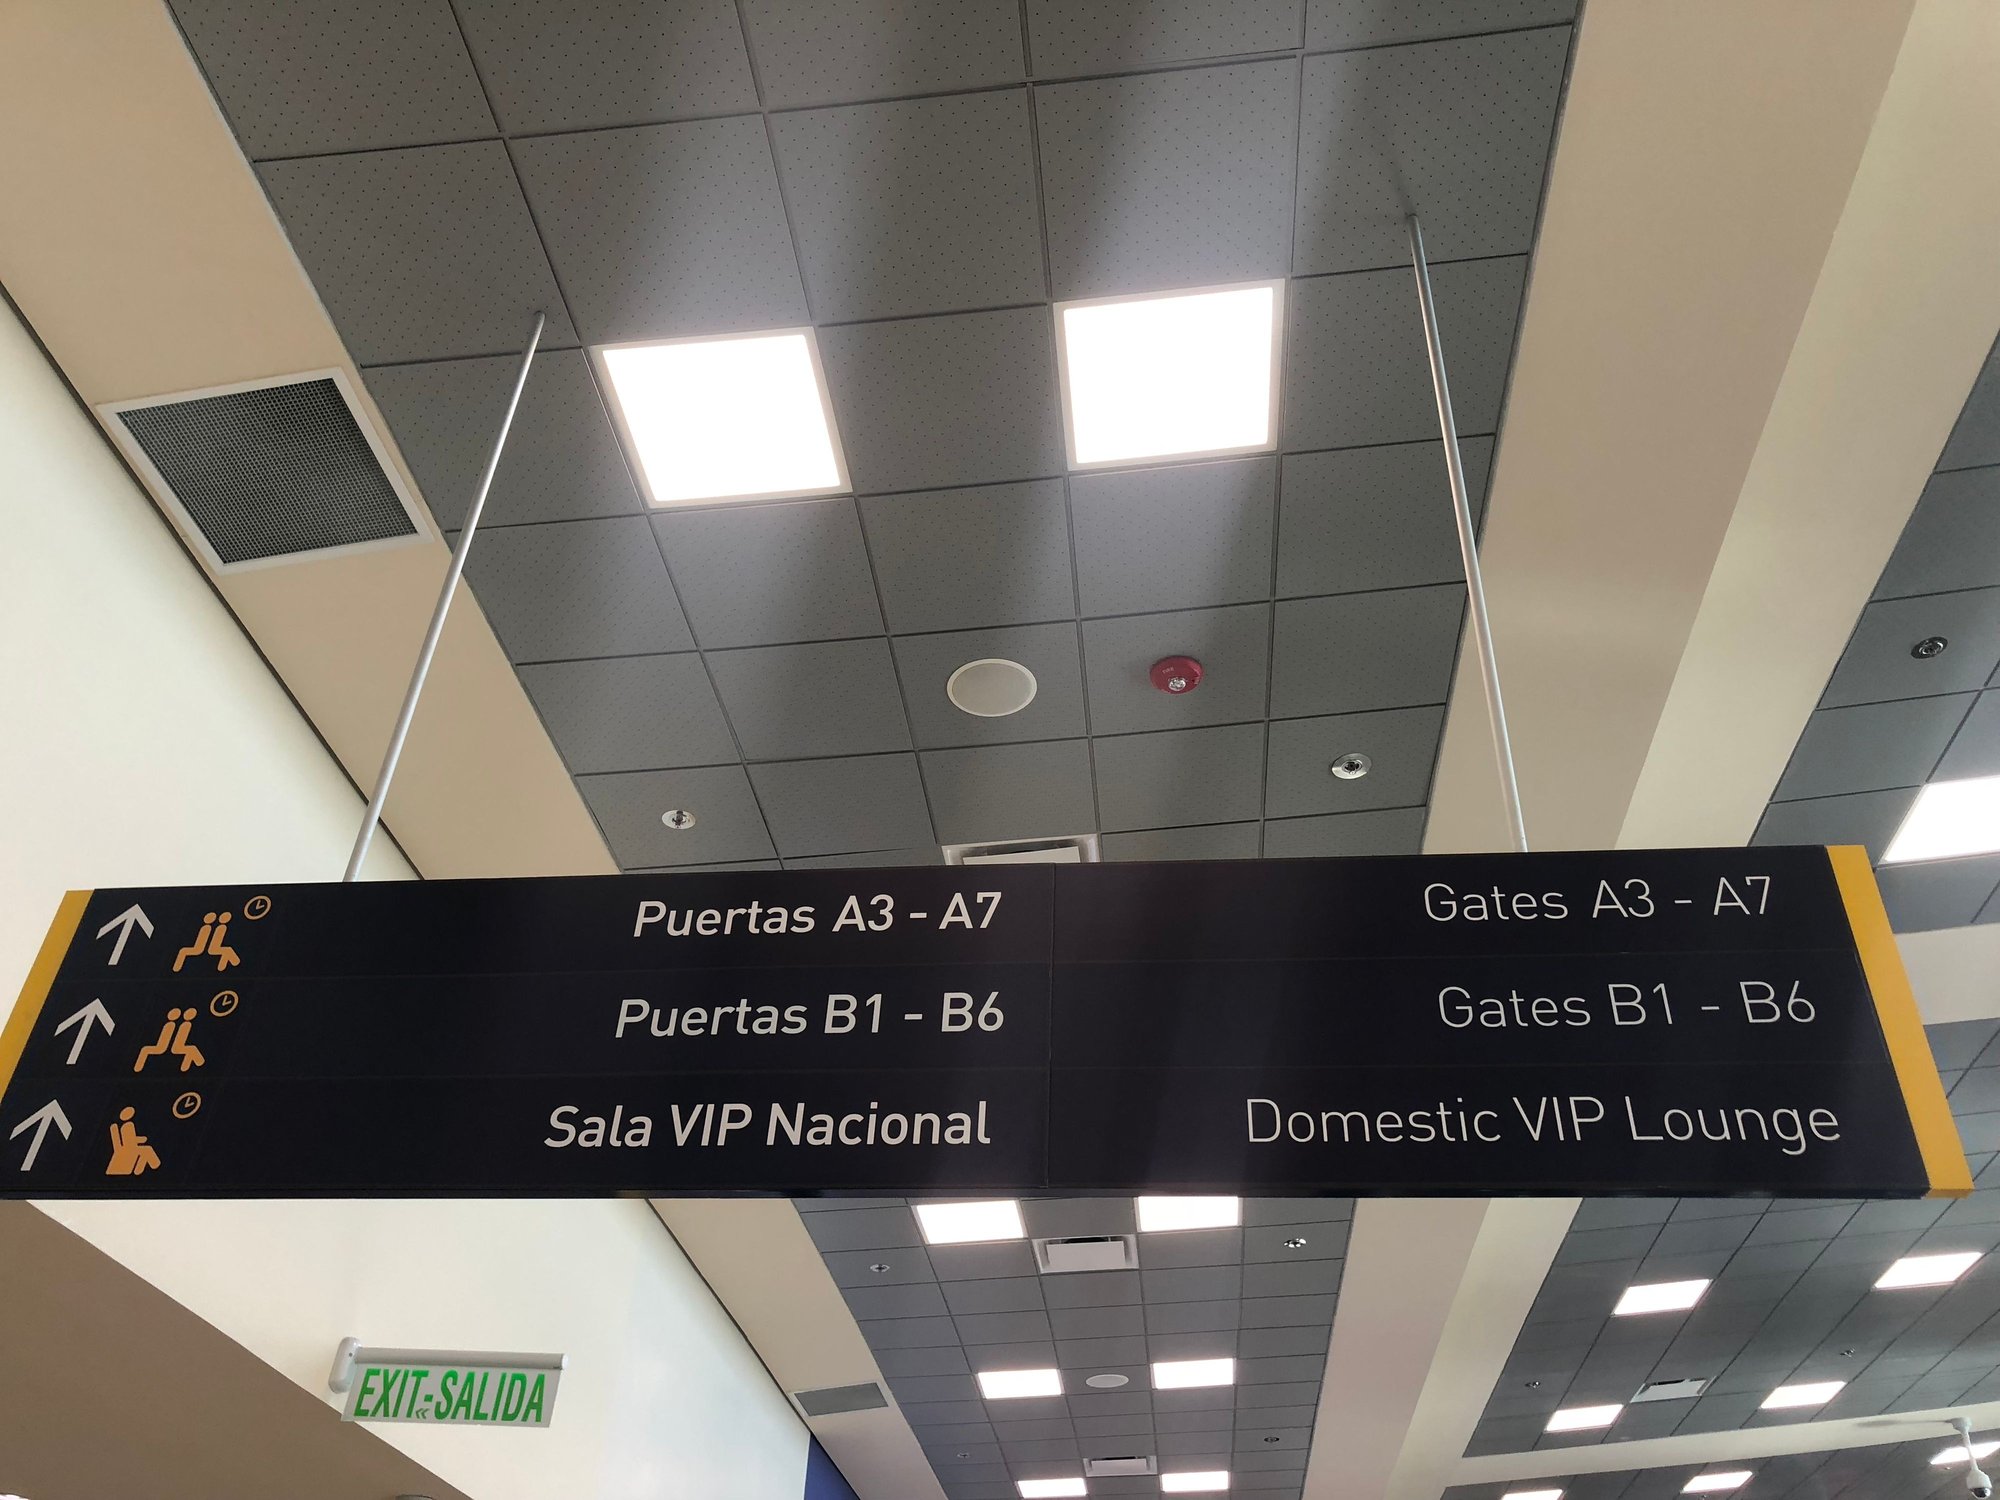 Puertas A3 - A7 Gates A3 - A7
Puertas B1 - B6 Gates B1 - B6
Sala VIP Nacional Domestic VIP Lounge
EXIT-SALIDA